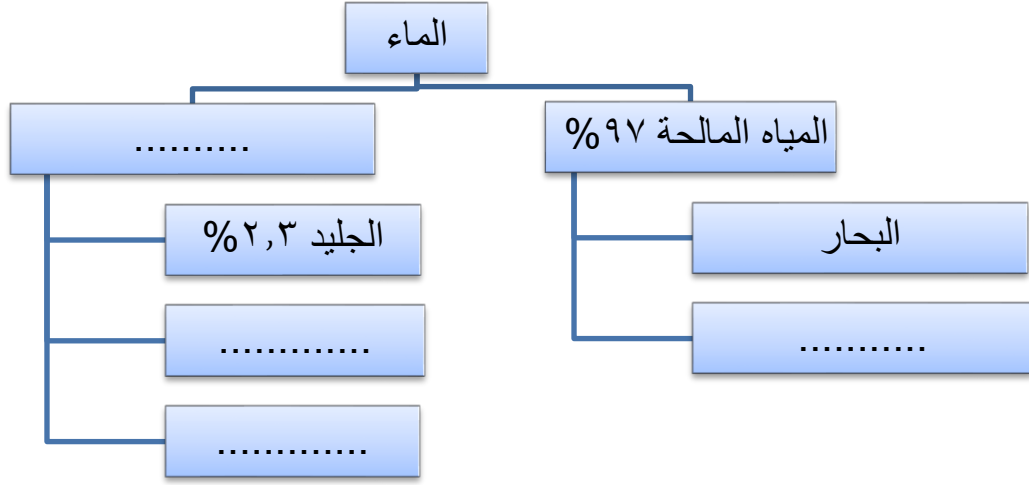 الماء
المياه المالحة ٩٧%
..........
البحار
الجليد ٢,٣%
...........
.............
.............